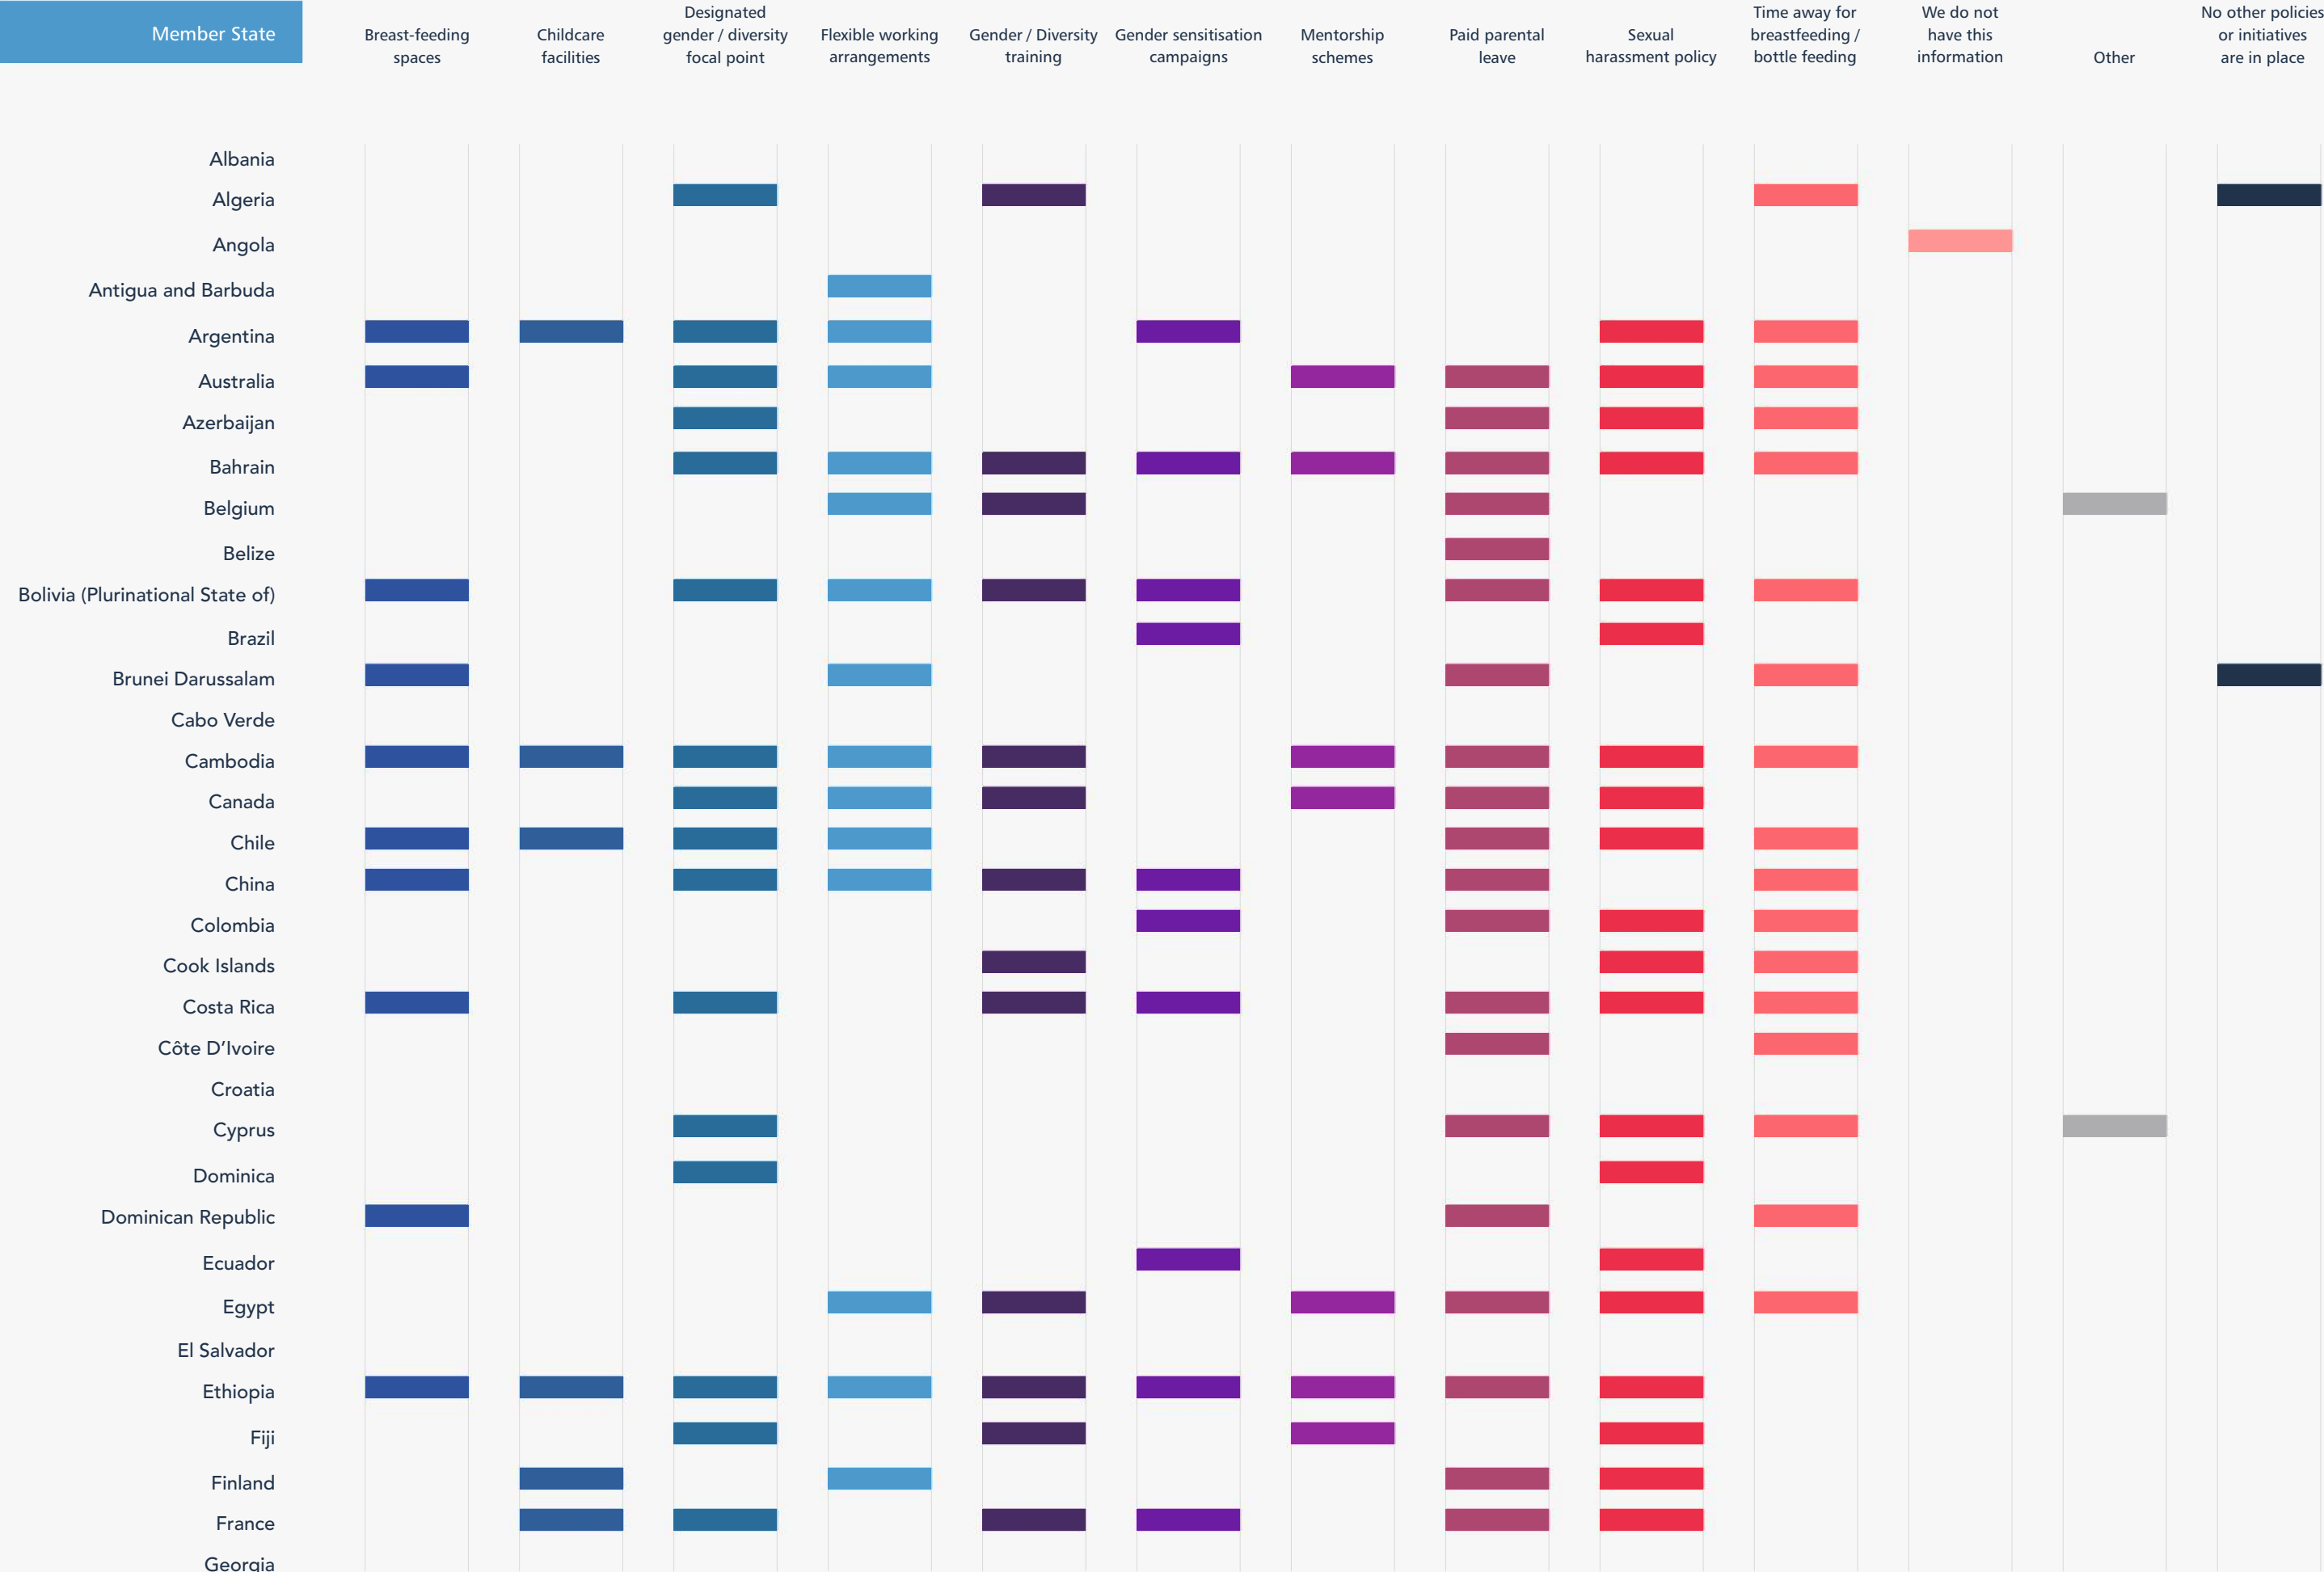 Member State
Breast-feeding
spaces
Childcare
facilities
Designated
gender / diversity
focal point
Flexible working
arrangements
Gender / Diversity
training
Gender sensitisation
campaigns
Mentorship
schemes
Paid parental
leave
Sexual
harassment policy
Time away for
breastfeeding /
bottle feeding
We do not
have this
information
Other
No other policies
or initiatives
are in place
Albania
Algeria
Angola
Antigua and Barbuda
Argentina
Australia
Azerbaijan
Bahrain
Belgium
Belize
Bolivia (Plurinational State of)
Brazil
Brunei Darussalam
Cabo Verde
Cambodia
Canada
Chile
China
Colombia
Cook Islands
Costa Rica
Côte D’Ivoire
Croatia
Cyprus
Dominica
Dominican Republic
Ecuador
Egypt
El Salvador
Ethiopia
Fiji
Finland
France
Georgia